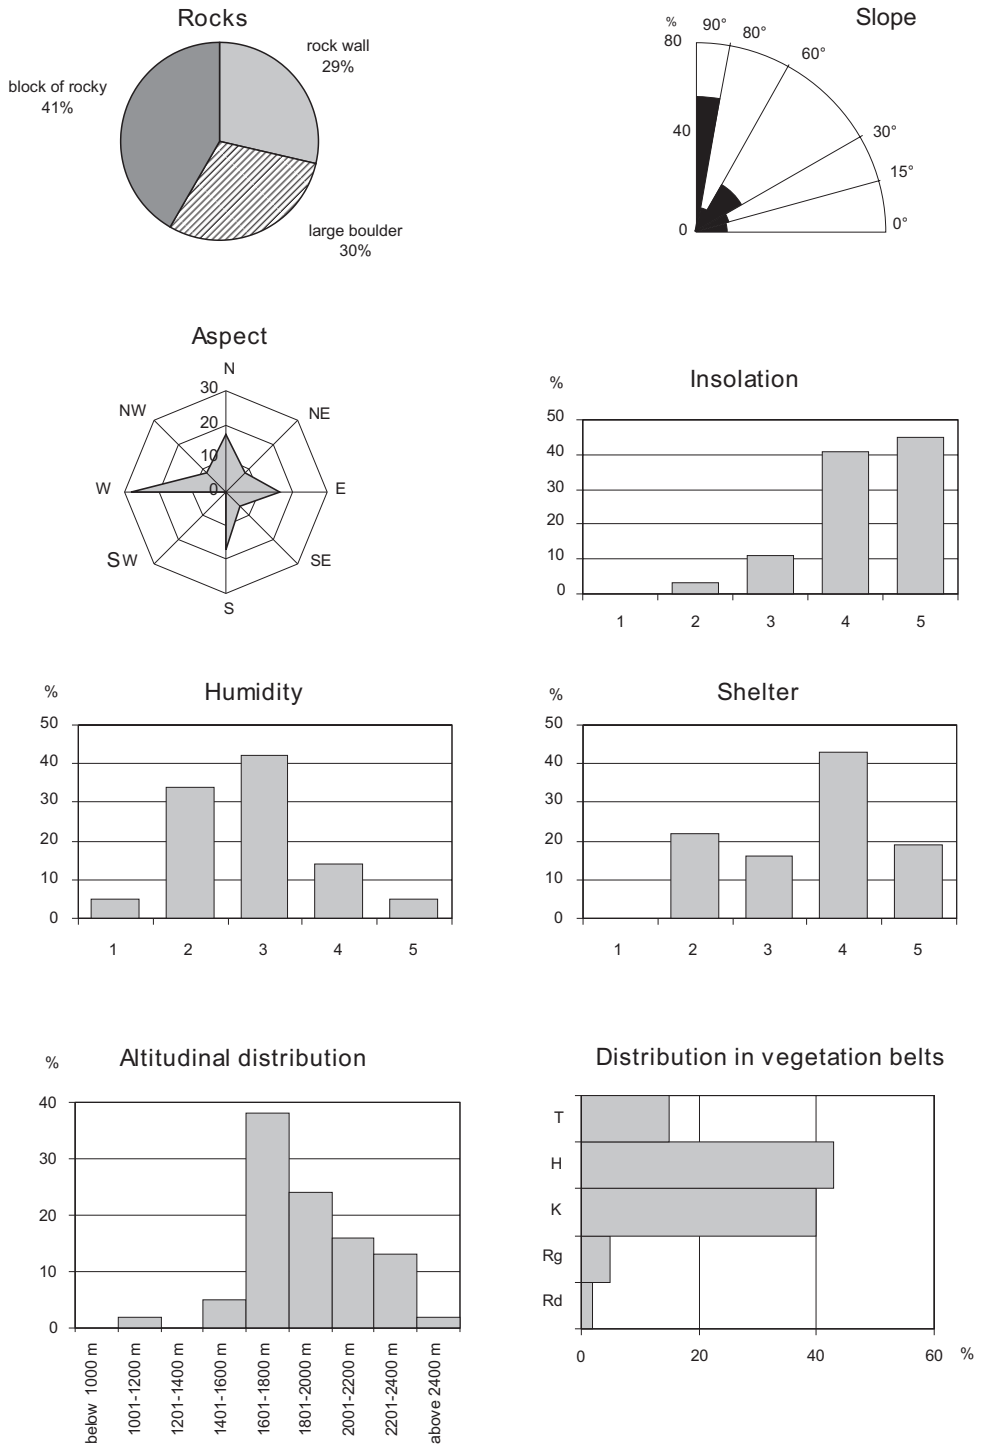 Rocks
rock wall
29%
block of rocky
41%
large boulder
30%
Slope
%
80
40
0
90°
80°
60°
30°
15°
0°
Aspect
N
NE
E
SE
S
SW
W
NW
30
20
10
0
Insolation
%
50
40
30
20
10
0
1 2 3 4 5
Humidity
%
50
40
30
20
10
0
1 2 3 4 5
Shelter
%
50
40
30
20
10
0
1 2 3 4 5
Altitudinal distribution
%
40
30
20
10
0
below 1000 m
1001-1200 m
1201-1400 m
1401-1600 m
1601-1800 m
1801-2000 m
2001-2200 m
2201-2400 m
above 2400 m
Distribution in vegetation belts
T
H
K
Rg
Rd
0 20 40 60 %